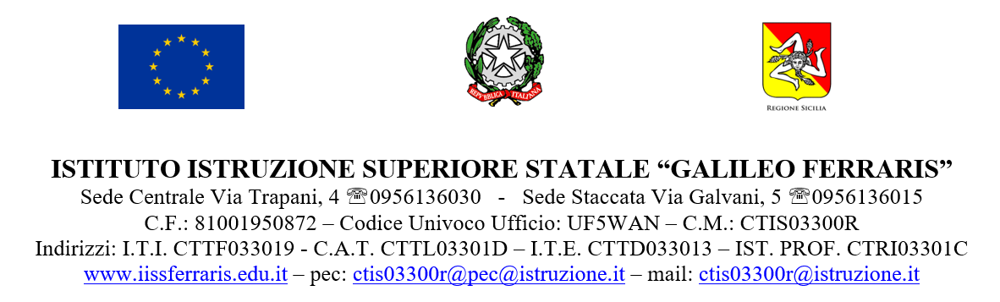 REPVBBLICA ITALIANA
REGIONE SICILIA
ISTITUTO ISTRUZIONE SUPERIORE STATALE “GALILEO FERRARIS”
Sede Centrale Via Trapani, 4 ☏0956136030 - Sede Staccata Via Galvani, 5 ☏0956136015
C.F.: 81001950872 – Codice Univoco Ufficio: UF5WAN – C.M.: CTIS03300R
Indirizzi: I.T.I. CTTF033019 - C.A.T. CTTL03301D – I.T.E. CTTD033013 – IST. PROF. CTRI03301C
www.iissferraris.edu.it – pec: ctis03300r@pec@istruzione.it – mail: ctis03300r@istruzione.it